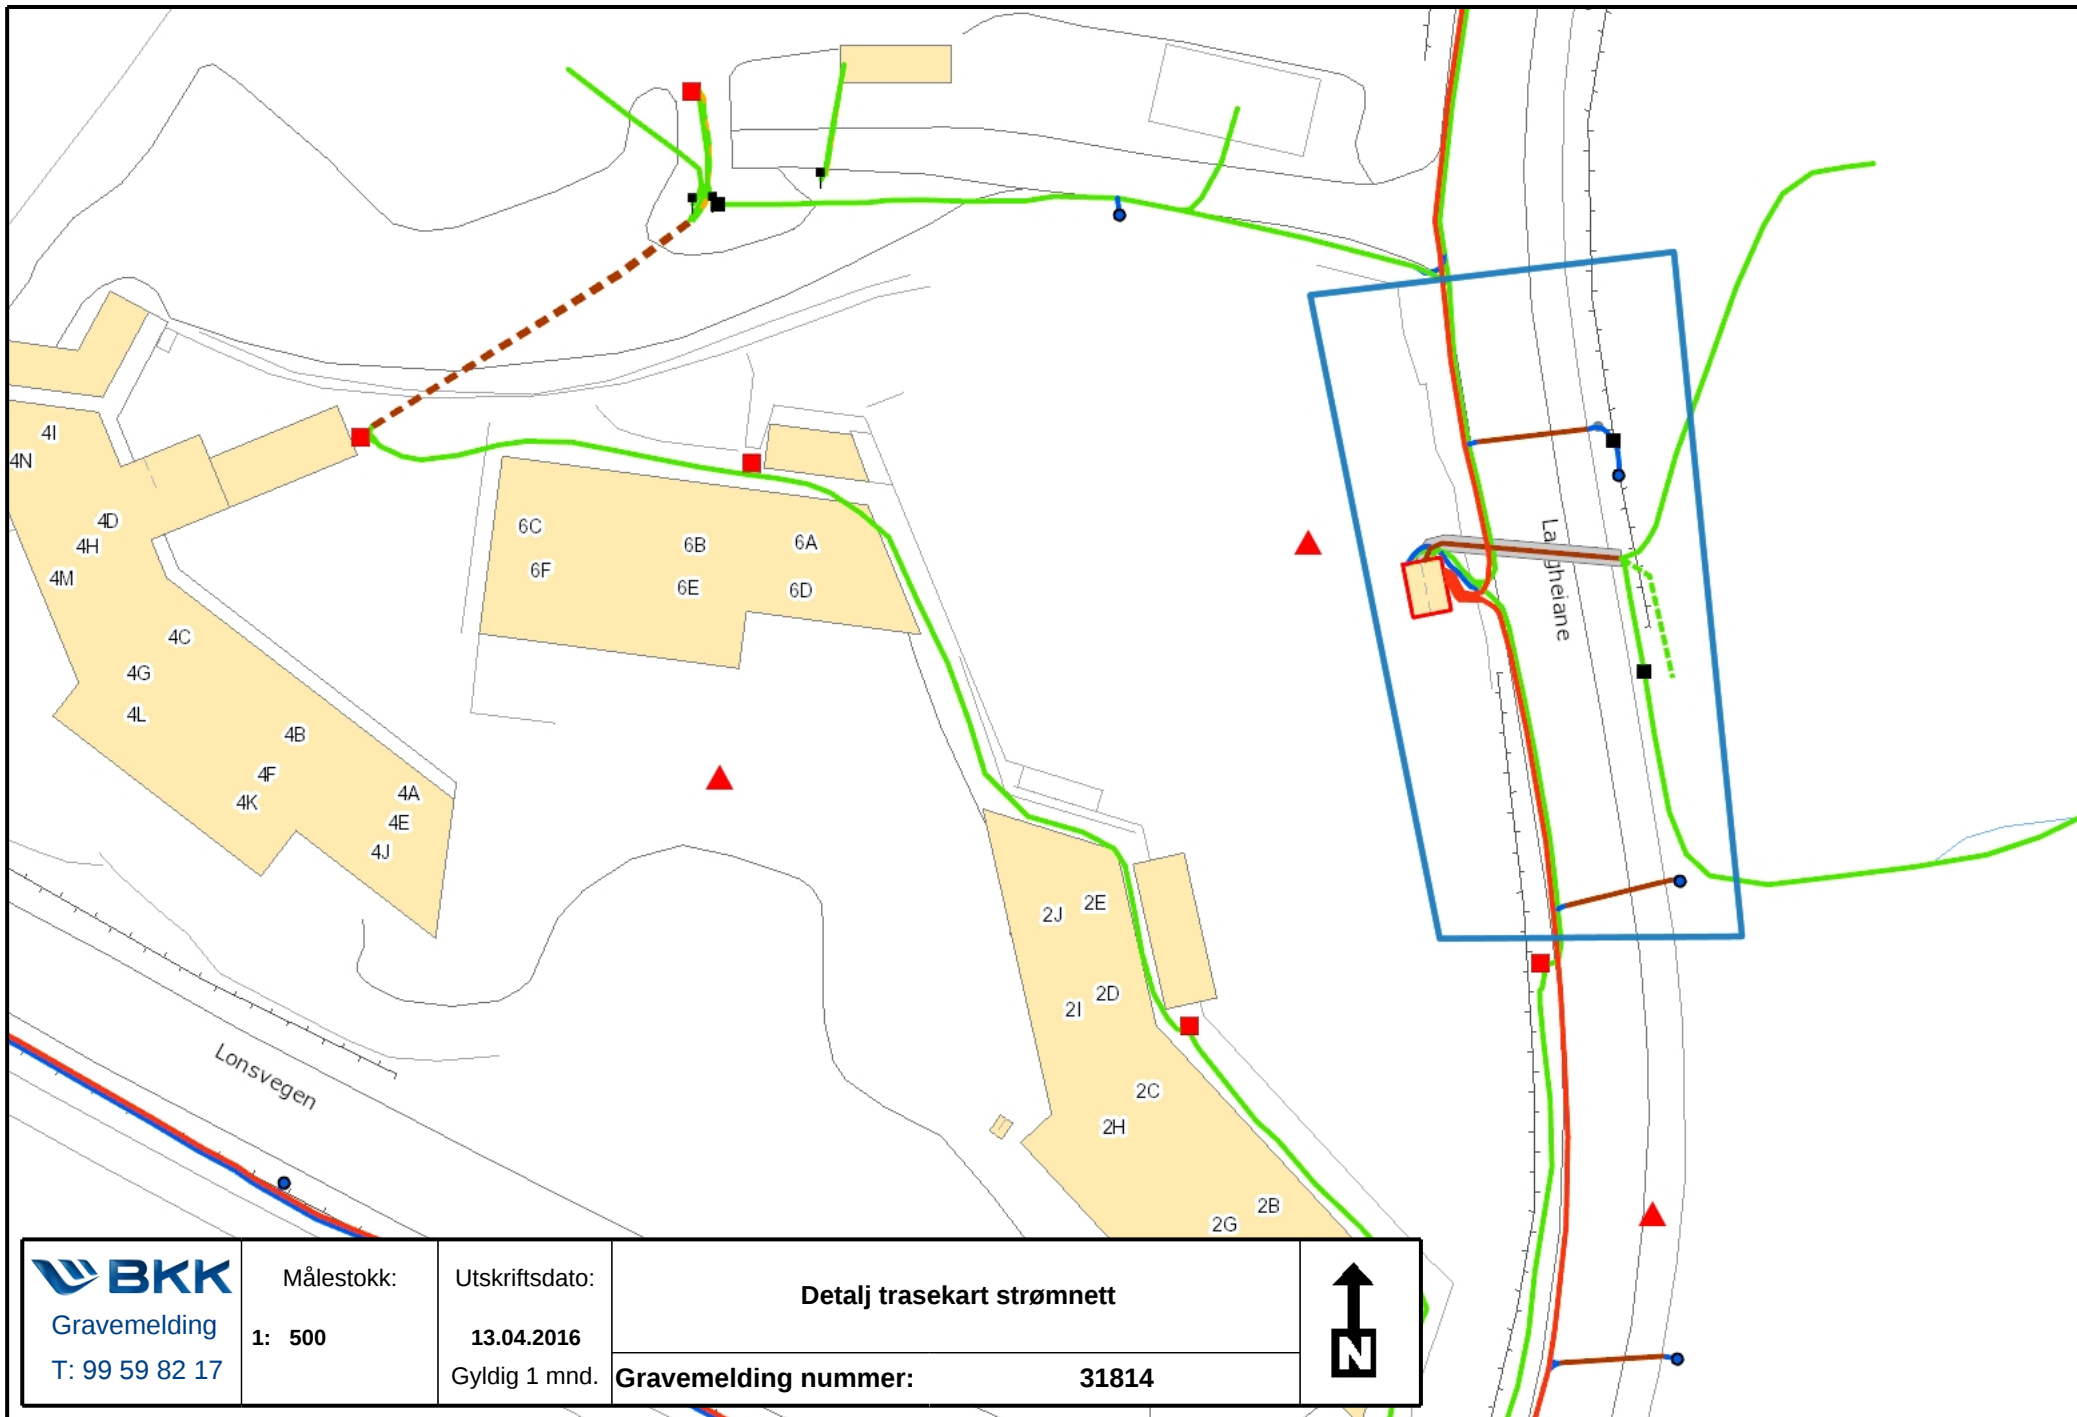 4I
4N
4D
4H
4M
4C
4G
4L
4B
4F
4K
4A
4E
4J
6C
6B
6A
6F
6E
6D
2J
2E
2I
2D
2C
2H
2B
2G
Lonsvegen
BKK
Gravemelding
T: 99 59 82 17
Målestokk:
1: 500
Utskriftsdato:
13.04.2016
Gyldig 1 mnd.
Detalj trasekart strømnett
Gravemelding nummer: 31814
N